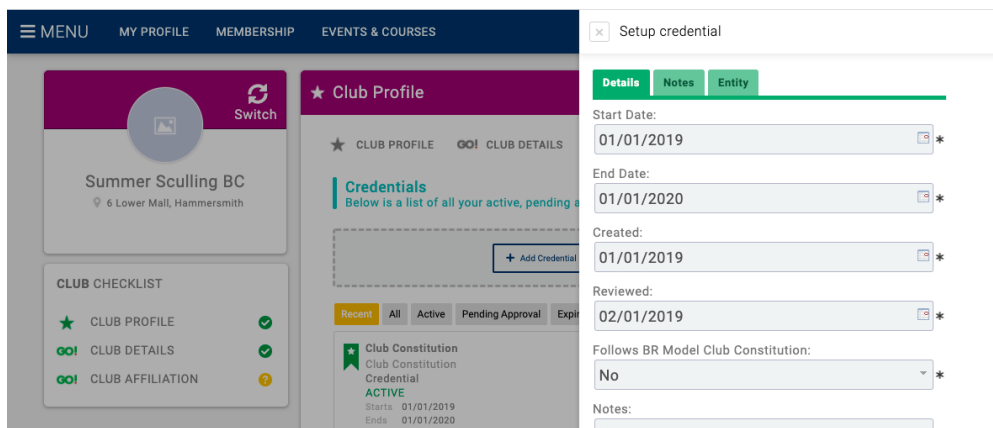 MENU
MY PROFILE
MEMBERSHIP
EVENTS & COURSES
Switch
Summer Sculling BC
6 Lower Mall, Hammersmith
CLUB CHECKLIST
CLUB PROFILE
GO! CLUB DETAILS
GO! CLUB AFFILIATION
?
Club Profile
CLUB PROFILE
GO! CLUB DETAILS
Credentials
Below is a list of all your active, pending a
+ Add Credential
Recent
All
Active
Pending Approval
Expir
Club Constitution
Club Constitution
Credential
ACTIVE
Starts 01/01/2019
Ends 01/01/2020
× Setup credential
Details
Notes
Entity
Start Date:
01/01/2019 *
End Date:
01/01/2020 *
Created:
01/01/2019 *
Reviewed:
02/01/2019 *
Follows BR Model Club Constitution:
No *
Notes: